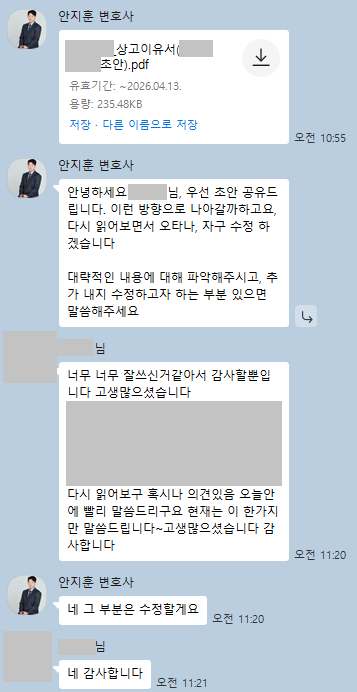 안지훈 변호사
_상고이유서(
초안).pdf
유효기간: ~2026.04.13.
용량: 235.48KB
저장 · 다른 이름으로 저장
오전 10:55
안지훈 변호사
안녕하세요 님, 우선 초안 공유드
립니다. 이런 방향으로 나아갈까하고요,
다시 읽어보면서 오타나, 자구 수정 하
겠습니다
대략적인 내용에 대해 파악해주시고, 추
가 내지 수정하고자 하는 부분 있으면
말씀해주세요
님
너무 너무 잘쓰신거같아서 감사할뿐입
니다 고생많으셨습니다
다시 읽어보구 혹시나 의견있음 오늘안
에 빨리 말씀드리구요 현재는 이 한가지
만 말씀드립니다~고생많으셨습니다 감
사합니다
오전 11:20
안지훈 변호사
네 그 부분은 수정할게요
오전 11:20
님
네 감사합니다
오전 11:21